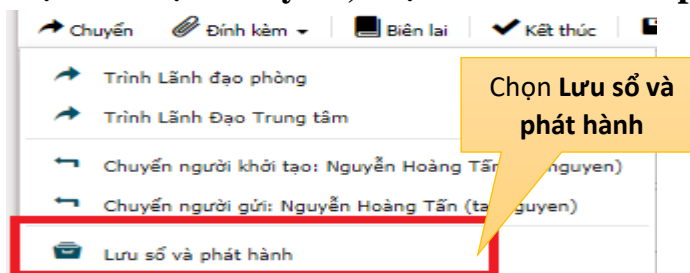 Chuyển Đính kèm Biên lai Kết thúc
Trình Lãnh đạo phòng
Trình Lãnh Đạo Trung tâm
Chuyển người khởi tạo: Nguyễn Hoàng Tấn nguyen)
Chuyển người gửi: Nguyễn Hoàng Tấn (ta guyen)
Lưu sổ và phát hành
Chọn Lưu sổ và
phát hành